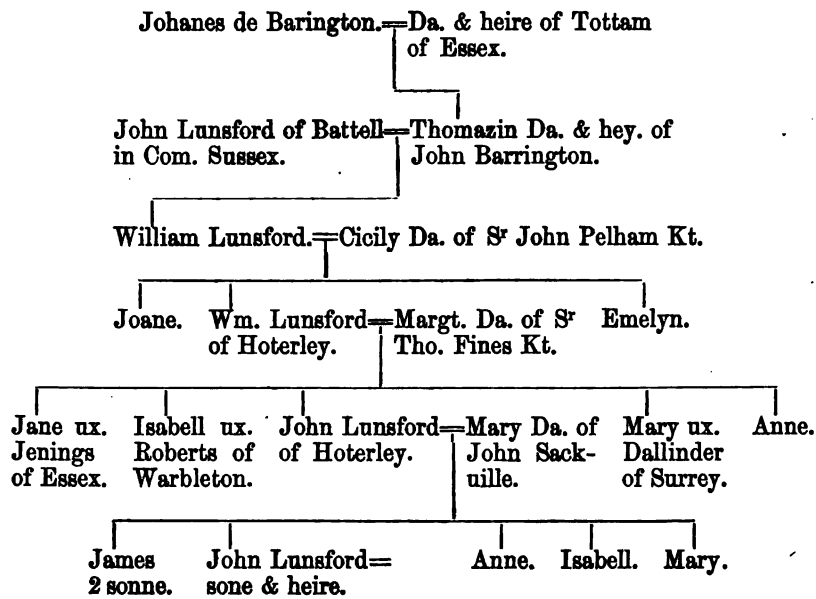 Johanes de Barington.=Da. & heire of Tottam
of Essex.
John Lunsford of Battell=Thomazin Da. & hey. of
in Com. Sussex. John Barrington.
William Lunsford.=Cicily Da. of Sr John Pelham Kt.
Joane. Wm. Lunsford=Margt. Da. of Sr Emelyn.
of Hoterley. Tho. Fines Kt.
Jane ux. Isabell ux. John Lunsford=Mary Da. of Mary ux. Anne.
Jenings Roberts of of Hoterley. John Sack- Dallinder
of Essex. Warbleton. uille. of Surrey.
James John Lunsford= Anne. Isabell. Mary.
2 sonne. sone & heire.